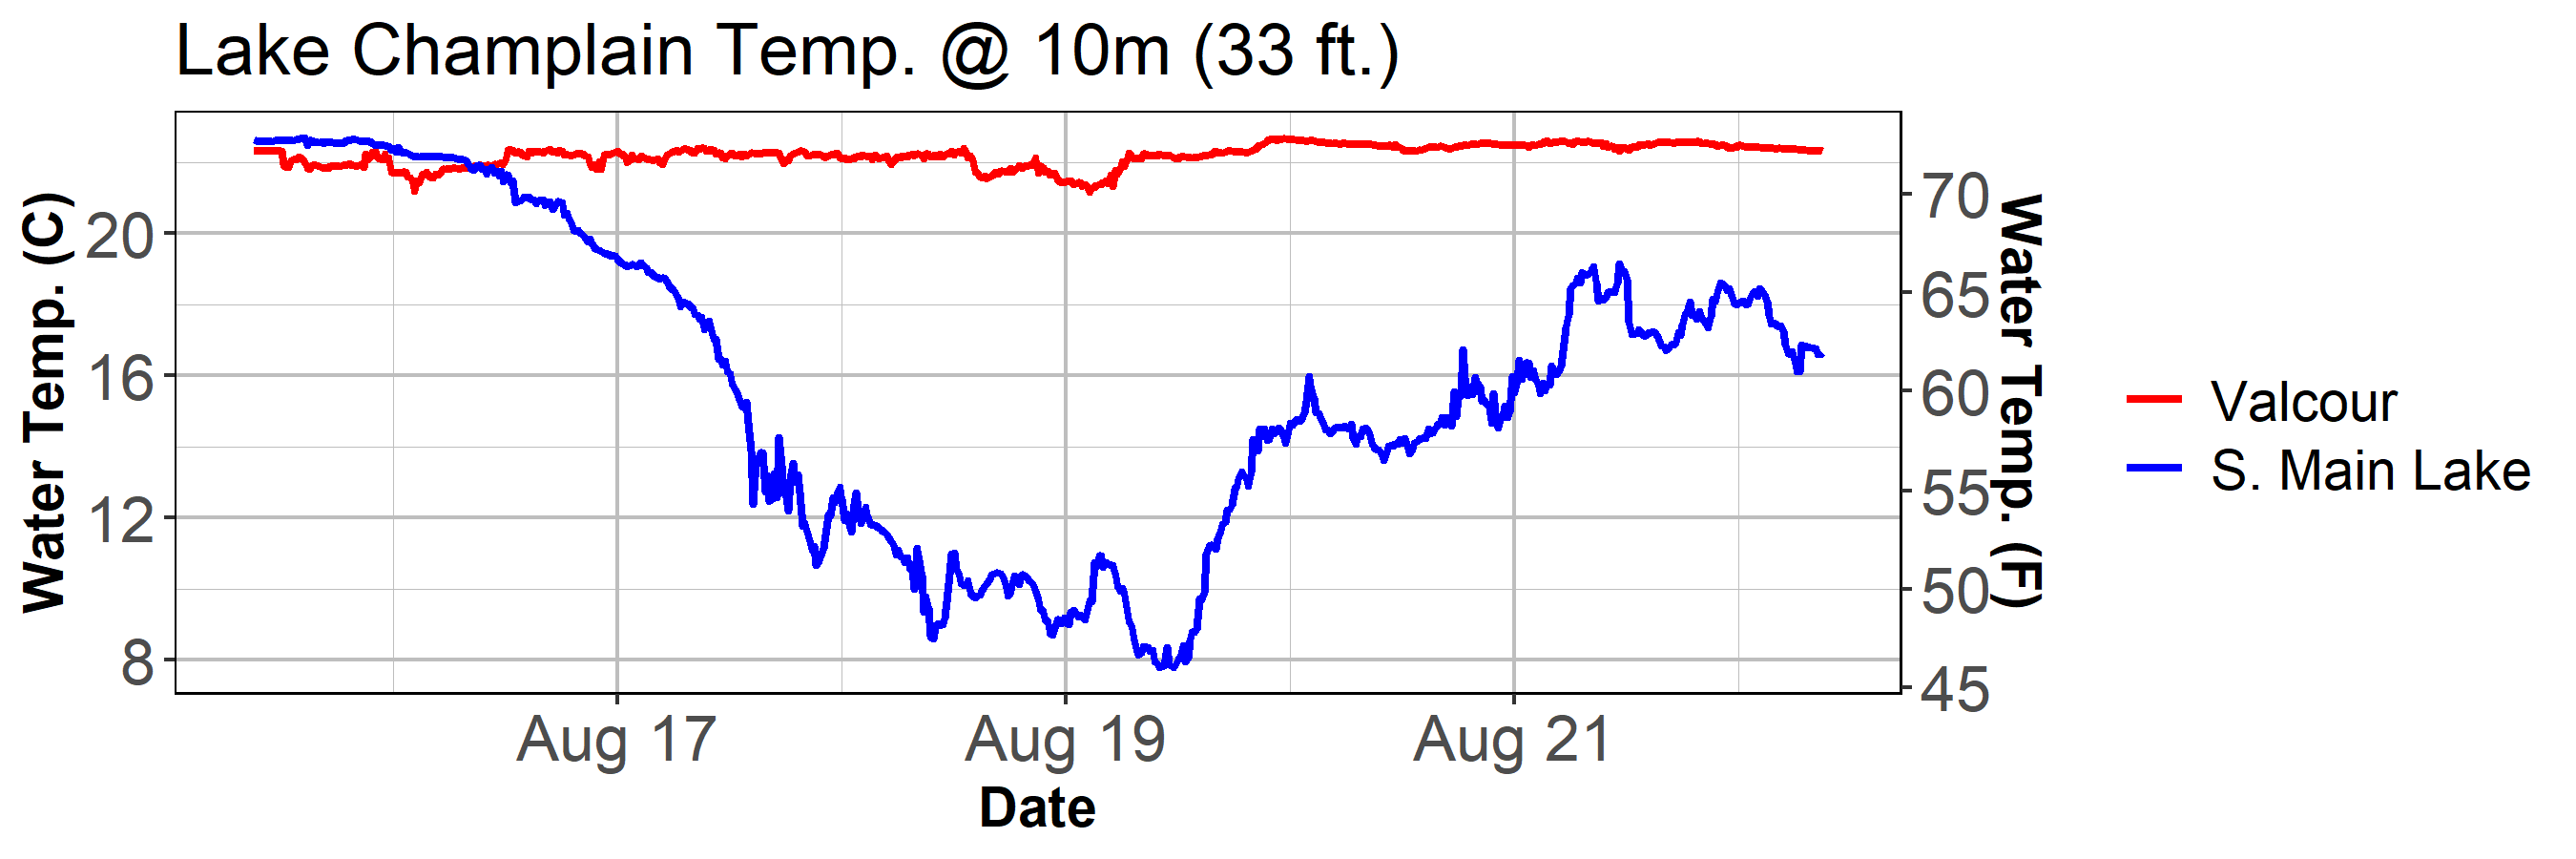 Lake Champlain Temp. @ 10m (33 ft.)
Water Temp. (C)
20
16
12
8
70
65
60
55
50
45
Water Temp. (F)
Aug 17
Aug 19
Aug 21
Date
Valcour
S. Main Lake